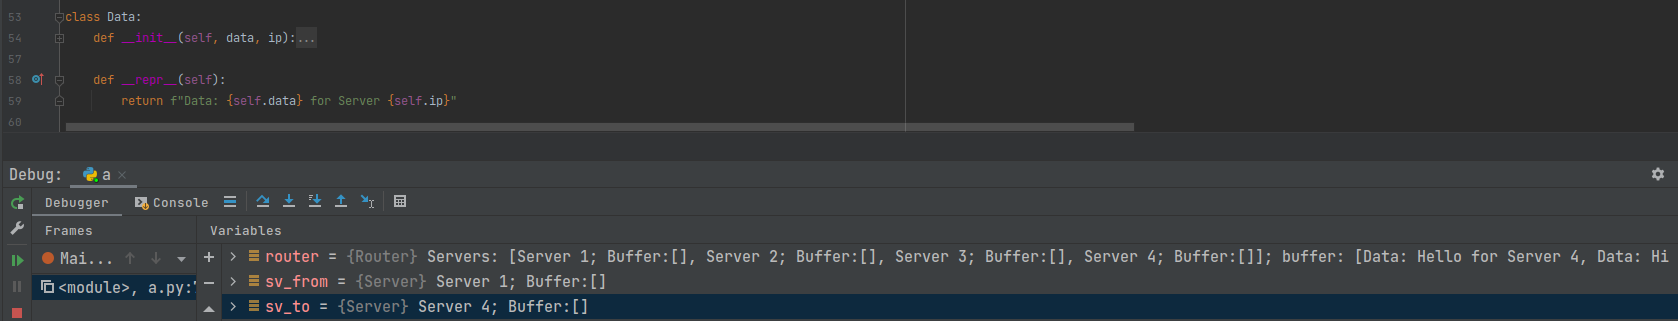 53 class Data:
54 def __init__(self, data, ip):...
57
58 def __repr__(self):
59 return f"Data: {self.data} for Server {self.ip}"
60
Debug: a
Debugger Console
Frames Variables
Mai... router = {Router} Servers: [Server 1; Buffer:[], Server 2; Buffer:[], Server 3; Buffer:[], Server 4; Buffer:[]]; buffer: [Data: Hello for Server 4, Data: Hi
sv_from = {Server} Server 1; Buffer:[]
<module>, a.py: sv_to = {Server} Server 4; Buffer:[]